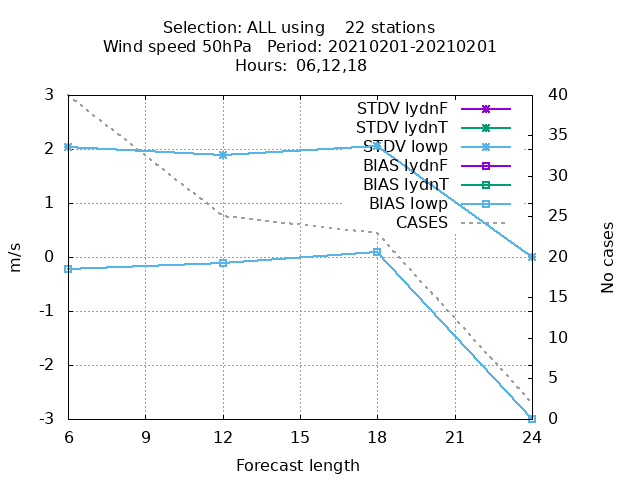 Selection: ALL using    22 stations
Wind speed 50hPa   Period: 20210201-20210201
Hours:  06,12,18
3
2
1
0
-1
-2
-3
m/s
40
35
30
25
20
15
10
5
0
No cases
STDV lydnF
STDV lydnT
STDV lowp
BIAS lydnF
BIAS lydnT
BIAS lowp
CASES
6 9 12 15 18 21 24
Forecast length